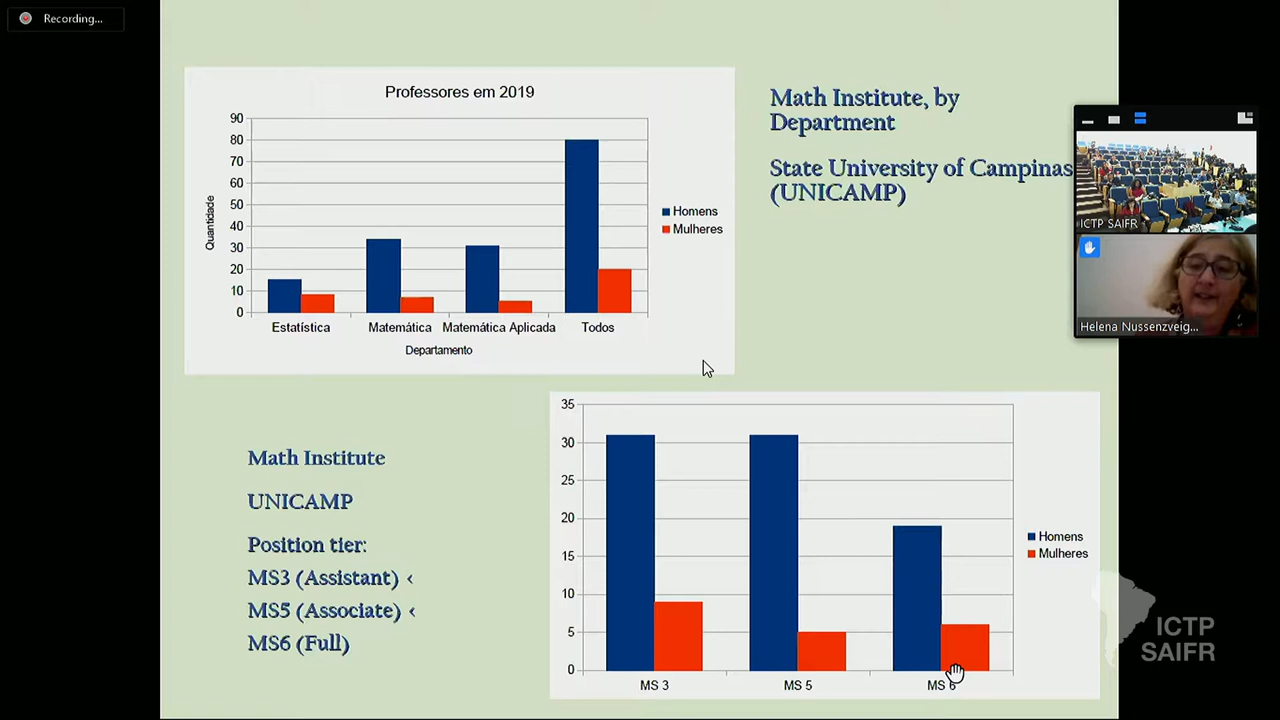 Recording...
Professores em 2019
90
80
70
60
50
40
30
20
10
0
Quantidade
Estatística
Matemática
Matemática Aplicada
Todos
Departamento
Homens
Mulheres
Math Institute, by
Department
State University of Campinas
(UNICAMP)
ICTP SAIFR
Helena Nussenzveig...
Math Institute
UNICAMP
Position tier:
MS3 (Assistant) <
MS5 (Associate) <
MS6 (Full)
35
30
25
20
15
10
5
0
MS 3
MS 5
MS 6
Homens
Mulheres
ICTP
SAIFR